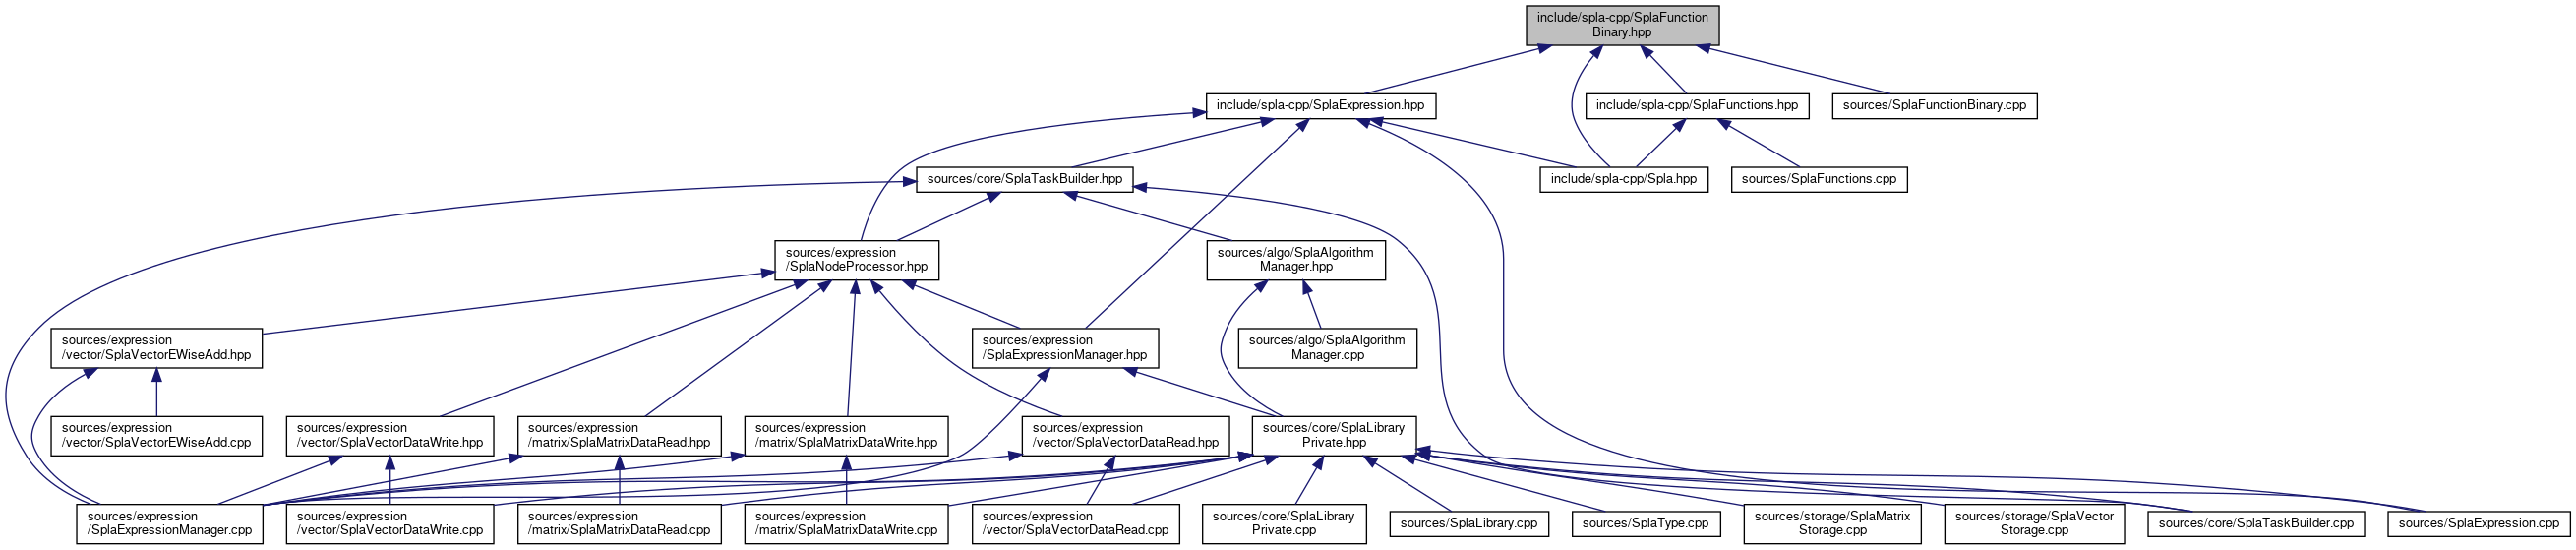 include/spla-cpp/SplaFunction
Binary.hpp
include/spla-cpp/SplaExpression.hpp
include/spla-cpp/SplaFunctions.hpp
sources/SplaFunctionBinary.cpp
sources/core/SplaTaskBuilder.hpp
include/spla-cpp/Spla.hpp
sources/SplaFunctions.cpp
sources/expression
/SplaNodeProcessor.hpp
sources/algo/SplaAlgorithm
Manager.hpp
sources/expression
/vector/SplaVectorEWiseAdd.hpp
sources/expression
/SplaExpressionManager.hpp
sources/algo/SplaAlgorithm
Manager.cpp
sources/expression
/vector/SplaVectorEWiseAdd.cpp
sources/expression
/vector/SplaVectorDataWrite.hpp
sources/expression
/matrix/SplaMatrixDataRead.hpp
sources/expression
/matrix/SplaMatrixDataWrite.hpp
sources/expression
/vector/SplaVectorDataRead.hpp
sources/core/SplaLibrary
Private.hpp
sources/expression
/SplaExpressionManager.cpp
sources/expression
/vector/SplaVectorDataWrite.cpp
sources/expression
/matrix/SplaMatrixDataRead.cpp
sources/expression
/matrix/SplaMatrixDataWrite.cpp
sources/expression
/vector/SplaVectorDataRead.cpp
sources/core/SplaLibrary
Private.cpp
sources/SplaLibrary.cpp
sources/SplaType.cpp
sources/storage/SplaMatrix
Storage.cpp
sources/storage/SplaVector
Storage.cpp
sources/core/SplaTaskBuilder.cpp
sources/SplaExpression.cpp